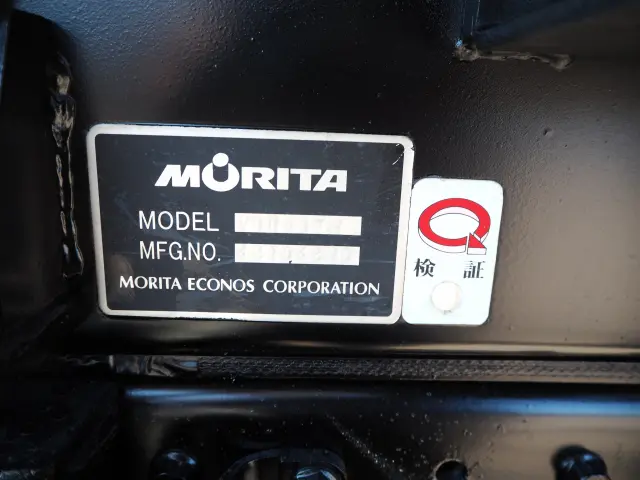 MORITA
MODEL
MFG.NO.
MORITA ECONOS CORPORATION
検 証